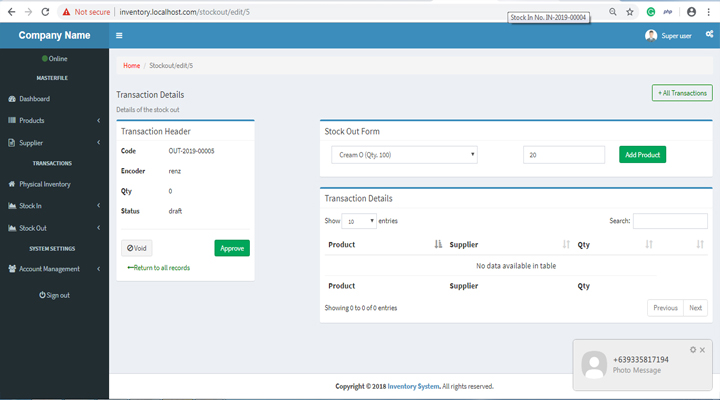 Not secure | inventory.localhost.com/stockout/edit/5
Stock In No. IN-2019-00004
php
Company Name
Super user
Online
MASTERFILE
Dashboard
Products
Supplier
TRANSACTIONS
Physical Inventory
Stock In
Stock Out
SYSTEM SETTINGS
Account Management
Sign out
Home / Stockout/edit/5
Transaction Details
Details of the stock out
+ All Transactions
Transaction Header
Code OUT-2019-00005
Encoder renz
Qty 0
Status draft
Void Approve
Return to all records
Stock Out Form
Cream O (Qty. 100) 20 Add Product
Transaction Details
Show 10 entries Search:
Product Supplier Qty
No data available in table
Product Supplier Qty
Showing 0 to 0 of 0 entries Previous Next
+639335817194
Photo Message
Copyright © 2018 Inventory System. All rights reserved.